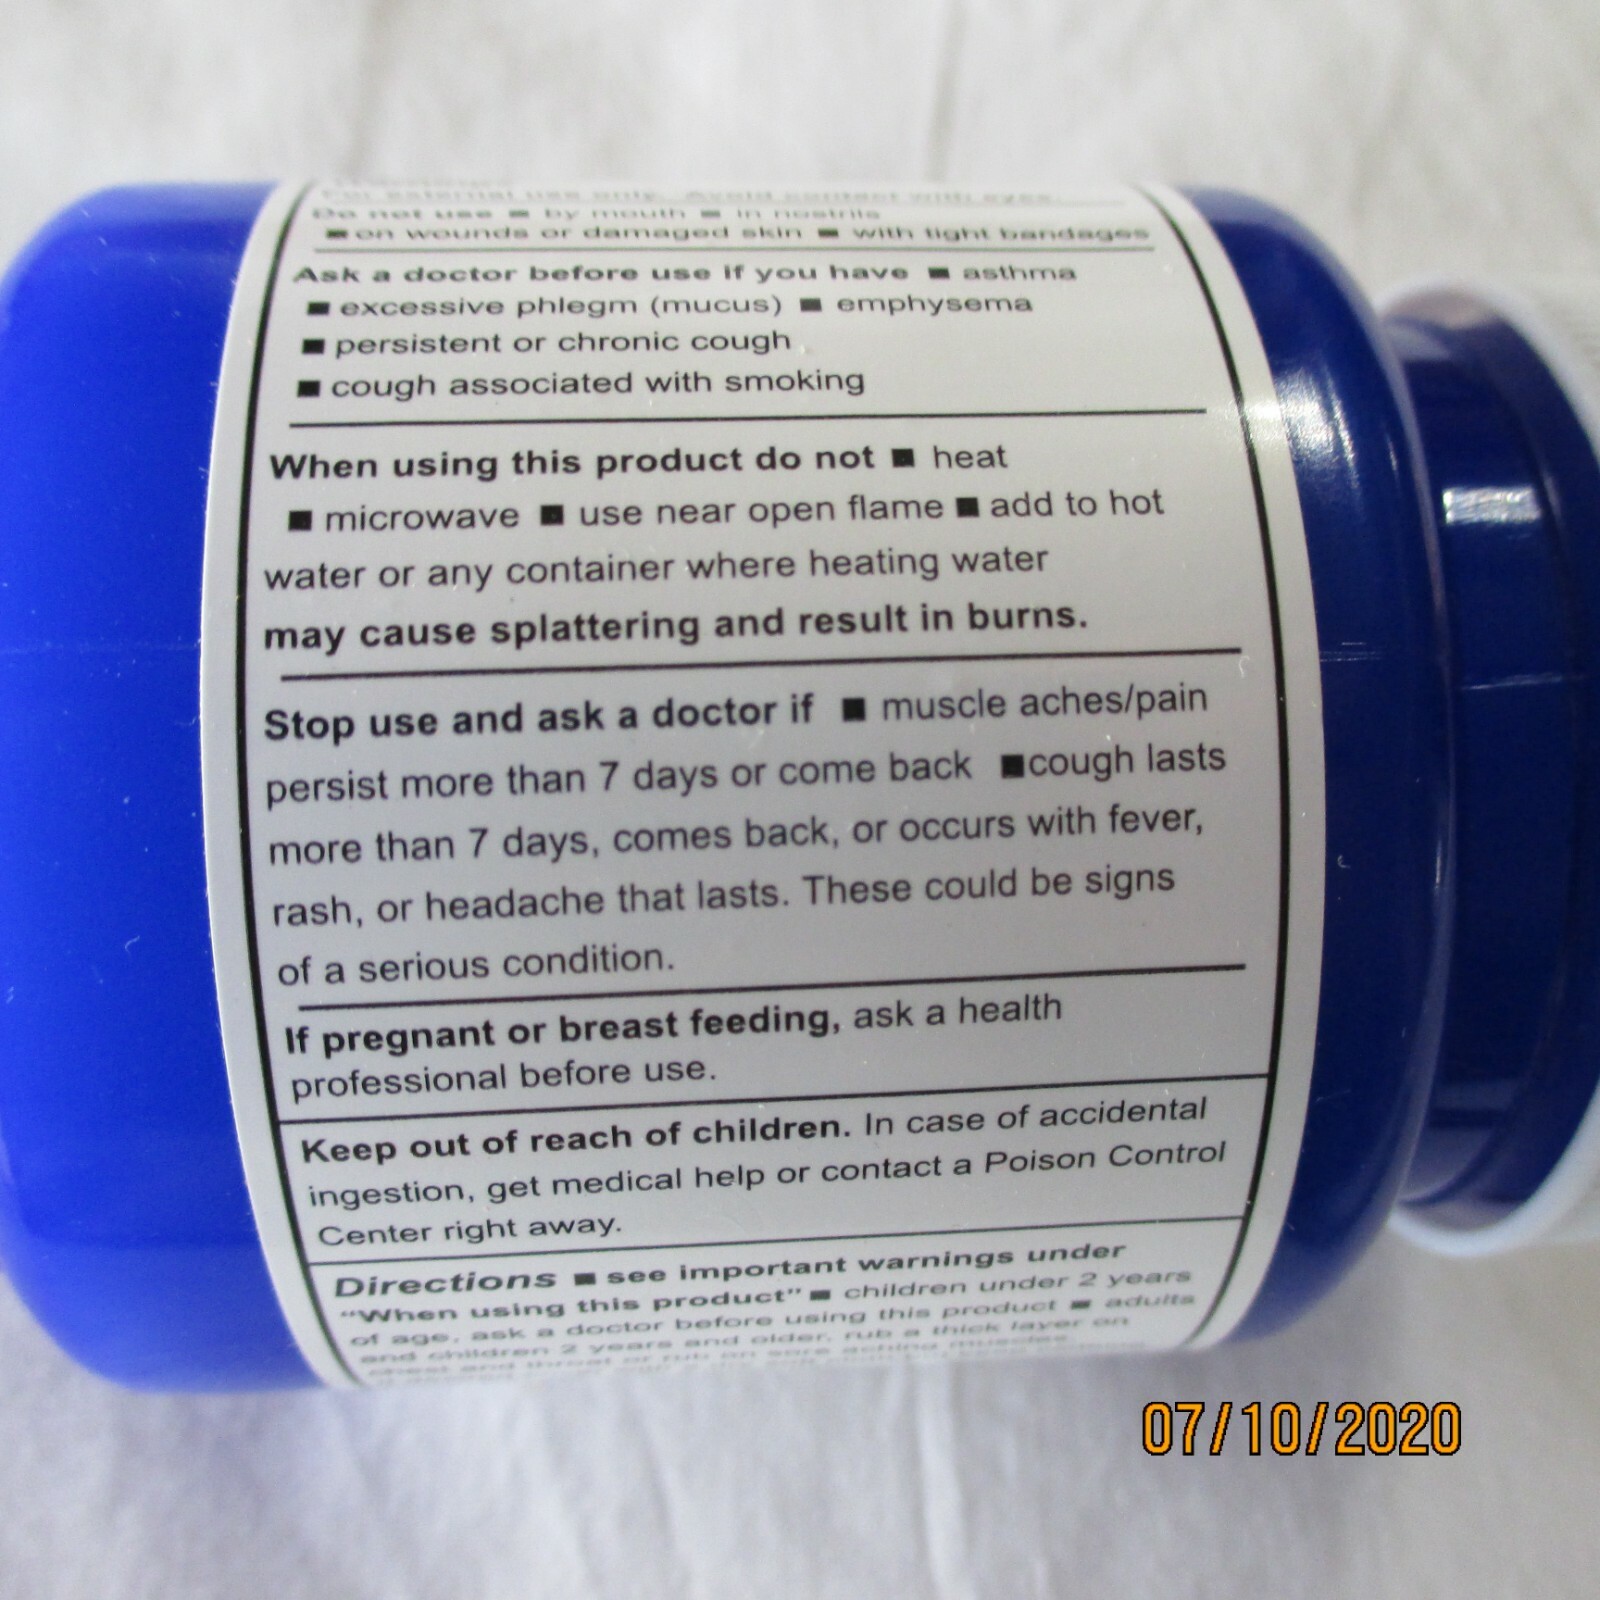 For external use only. Avoid contact with eyes.
Do not use ■ by mouth ■ in nostrils
■ on wounds or damaged skin ■ with tight bandages
Ask a doctor before use if you have ■ asthma
■ excessive phlegm (mucus) ■ emphysema
■ persistent or chronic cough
■ cough associated with smoking
When using this product do not ■ heat
■ microwave ■ use near open flame ■ add to hot
water or any container where heating water
may cause splattering and result in burns.
Stop use and ask a doctor if ■ muscle aches/pain
persist more than 7 days or come back ■cough lasts
more than 7 days, comes back, or occurs with fever,
rash, or headache that lasts. These could be signs
of a serious condition.
If pregnant or breast feeding, ask a health
professional before use.
Keep out of reach of children. In case of accidental
ingestion, get medical help or contact a Poison Control
Center right away.
Directions ■ see important warnings under
“When using this product” ■ children under 2 years
of age, ask a doctor before using this product ■ adults
and children 2 years and older, rub a thick layer on
chest and throat or rub on sore aching muscles.
07/10/2020